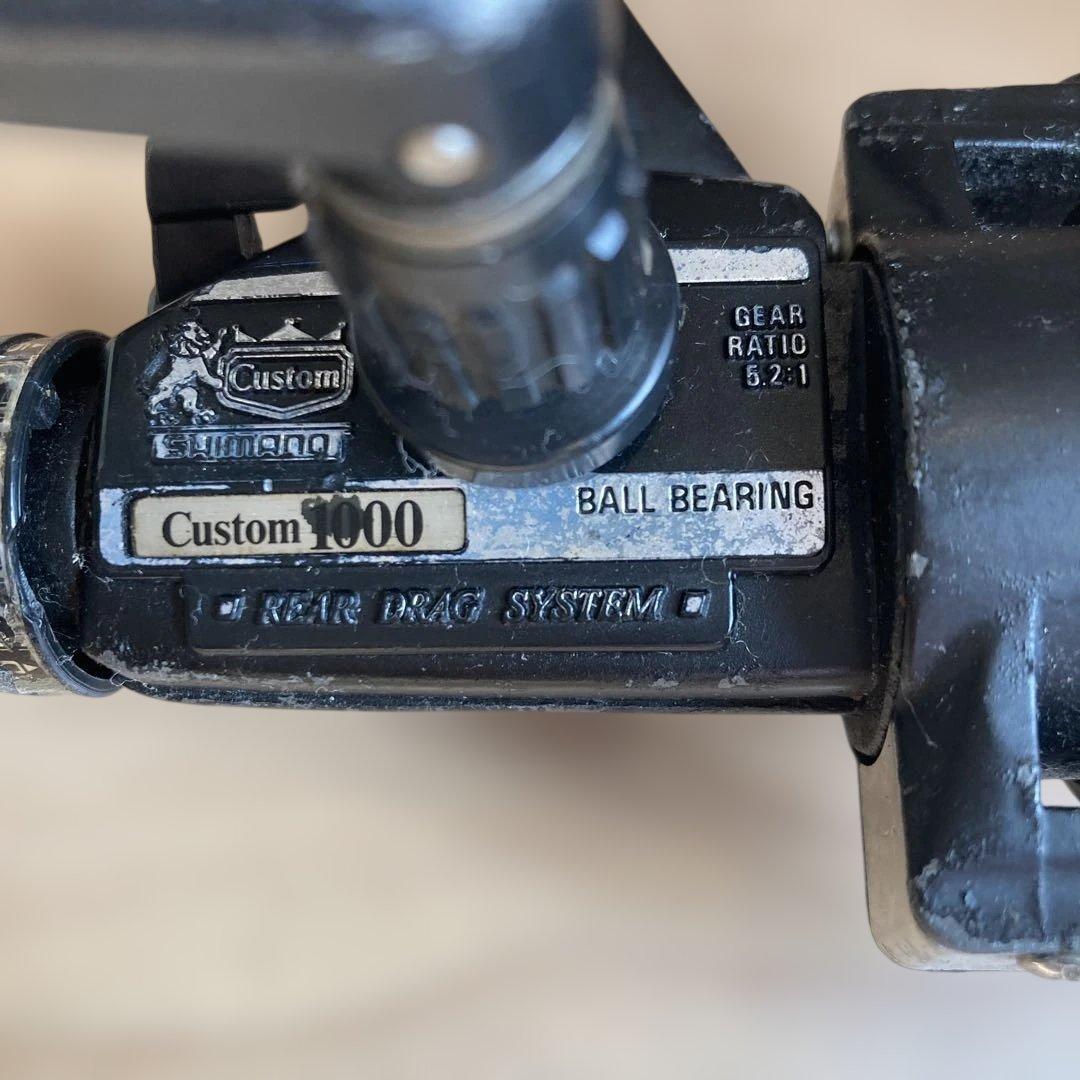 Custom
SHIMANO
GEAR
RATIO
5.2:1
Custom 1000
BALL BEARING
REAR DRAG SYSTEM